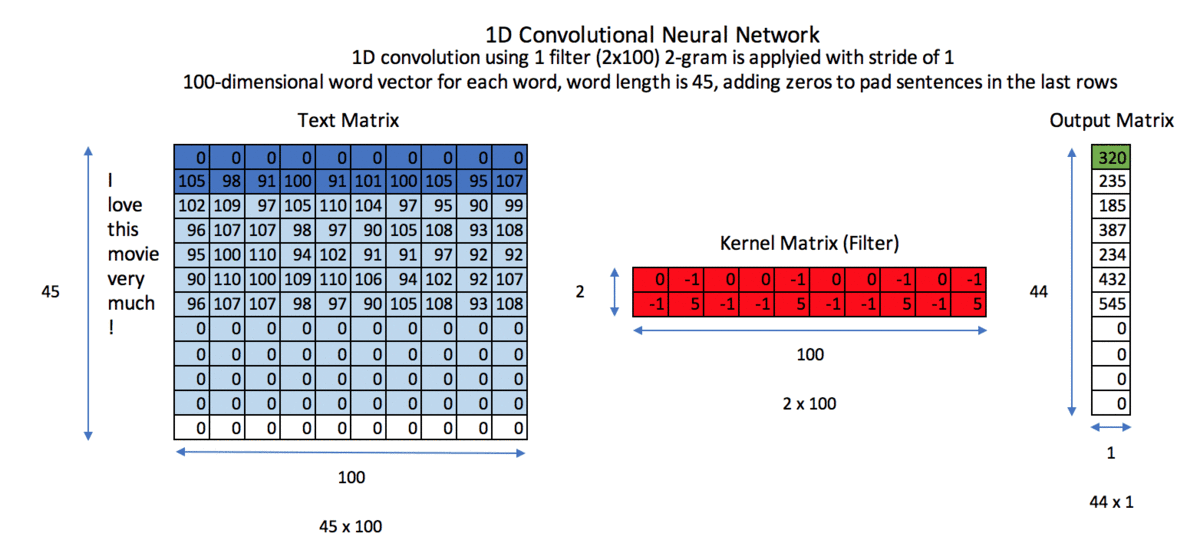 1D Convolutional Neural Network
1D convolution using 1 filter (2x100) 2-gram is applyied with stride of 1
100-dimensional word vector for each word, word length is 45, adding zeros to pad sentences in the last rows
Text Matrix
0 0 0 0 0 0 0 0 0 0
I 105 98 91 100 91 101 100 105 95 107
love 102 109 97 105 110 104 97 95 90 99
this 96 107 107 98 97 90 105 108 93 108
movie 95 100 110 94 102 91 91 97 92 92
very 90 110 100 109 110 106 94 102 92 107
much 96 107 107 98 97 90 105 108 93 108
! 0 0 0 0 0 0 0 0 0 0
0 0 0 0 0 0 0 0 0 0
0 0 0 0 0 0 0 0 0 0
0 0 0 0 0 0 0 0 0 0
0 0 0 0 0 0 0 0 0 0
45
100
45 x 100
Kernel Matrix (Filter)
0 -1 0 0 -1 0 0 -1 0 -1
-1 5 -1 -1 5 -1 -1 5 -1 5
2
100
2 x 100
Output Matrix
320
235
185
387
234
432
545
0
0
0
0
44
1
44 x 1